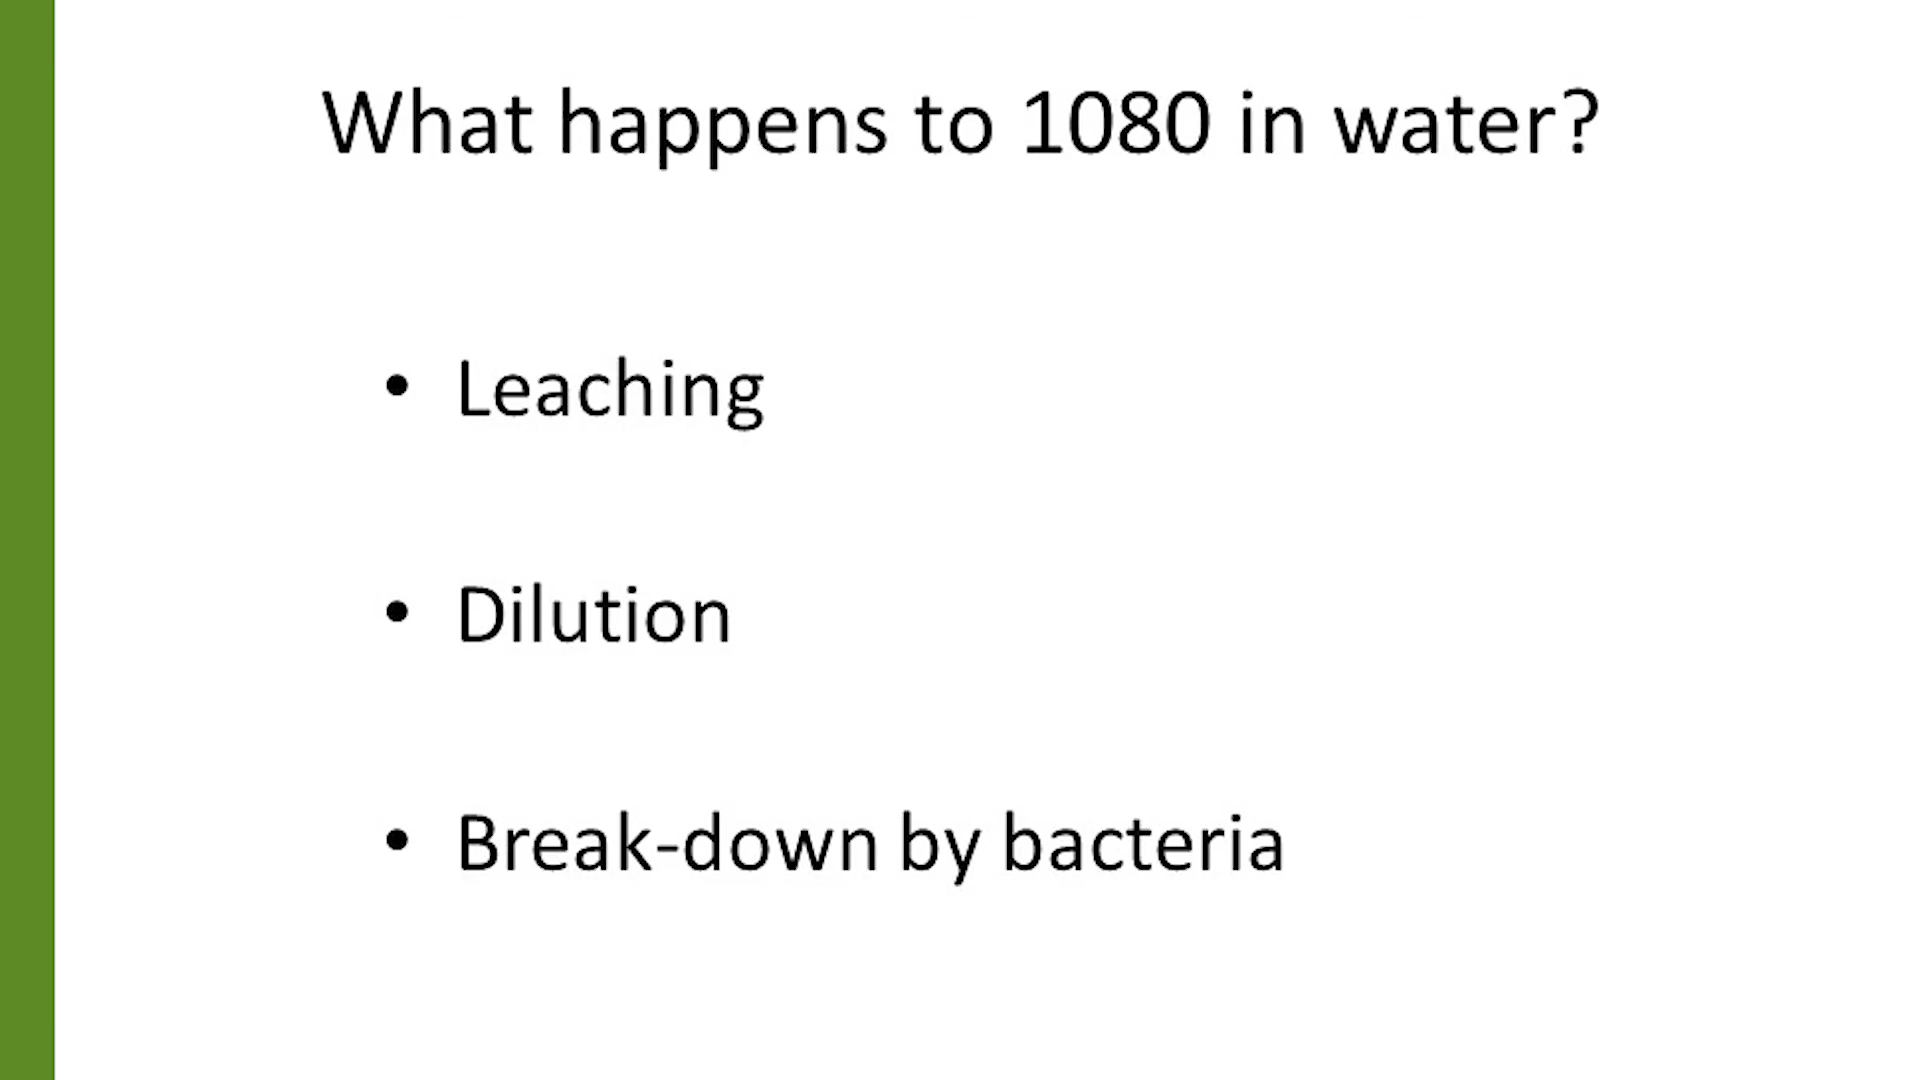 What happens to 1080 in water?
• Leaching
• Dilution
• Break-down by bacteria